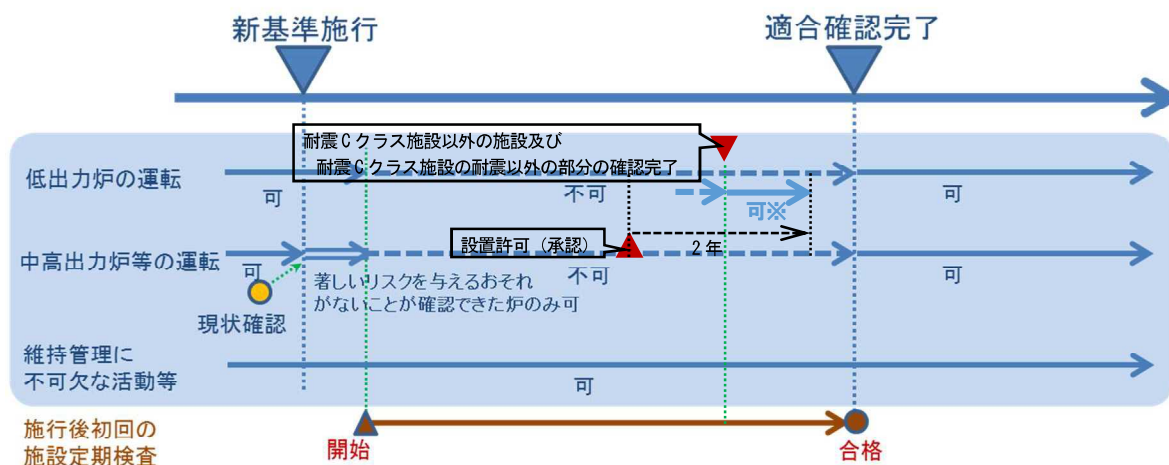 新基準施行
適合確認完了
耐震Cクラス施設以外の施設及び
耐震Cクラス施設の耐震以外の部分の確認完了
低出力炉の運転
可
不可
可※
可
設置許可（承認）
2年
中高出力炉等の運転
可
不可
可
著しいリスクを与えるおそれ
がないことが確認できた炉のみ可
現状確認
維持管理に
不可欠な活動等
可
施行後初回の
施設定期検査
開始
合格